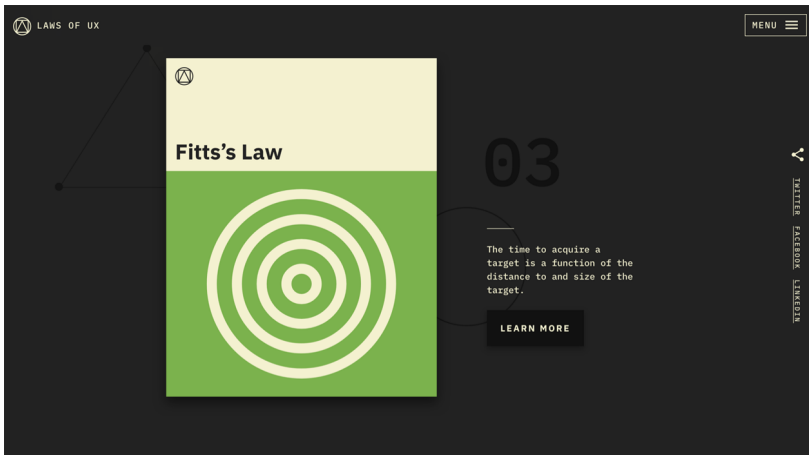 LAWS OF UX
MENU
Fitts’s Law
03
The time to acquire a
target is a function of the
distance to and size of the
target.
LEARN MORE
TWITTER
FACEBOOK
LINKEDIN